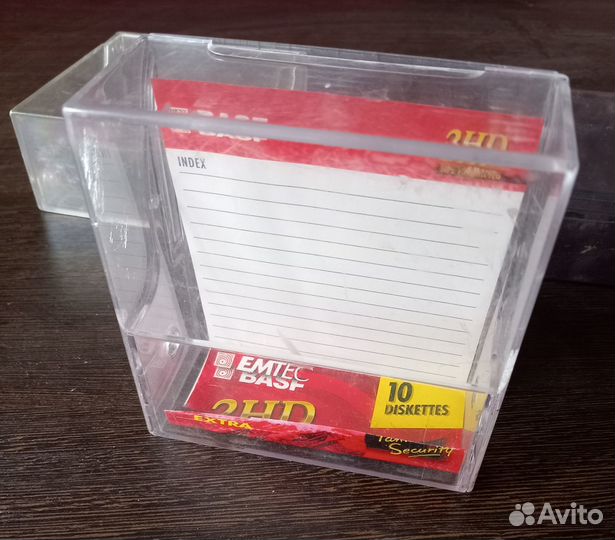 BASF
2HD
INDEX
EMTEC
BASF
2HD
10
DISKETTES
EXTRA
Security
Avito